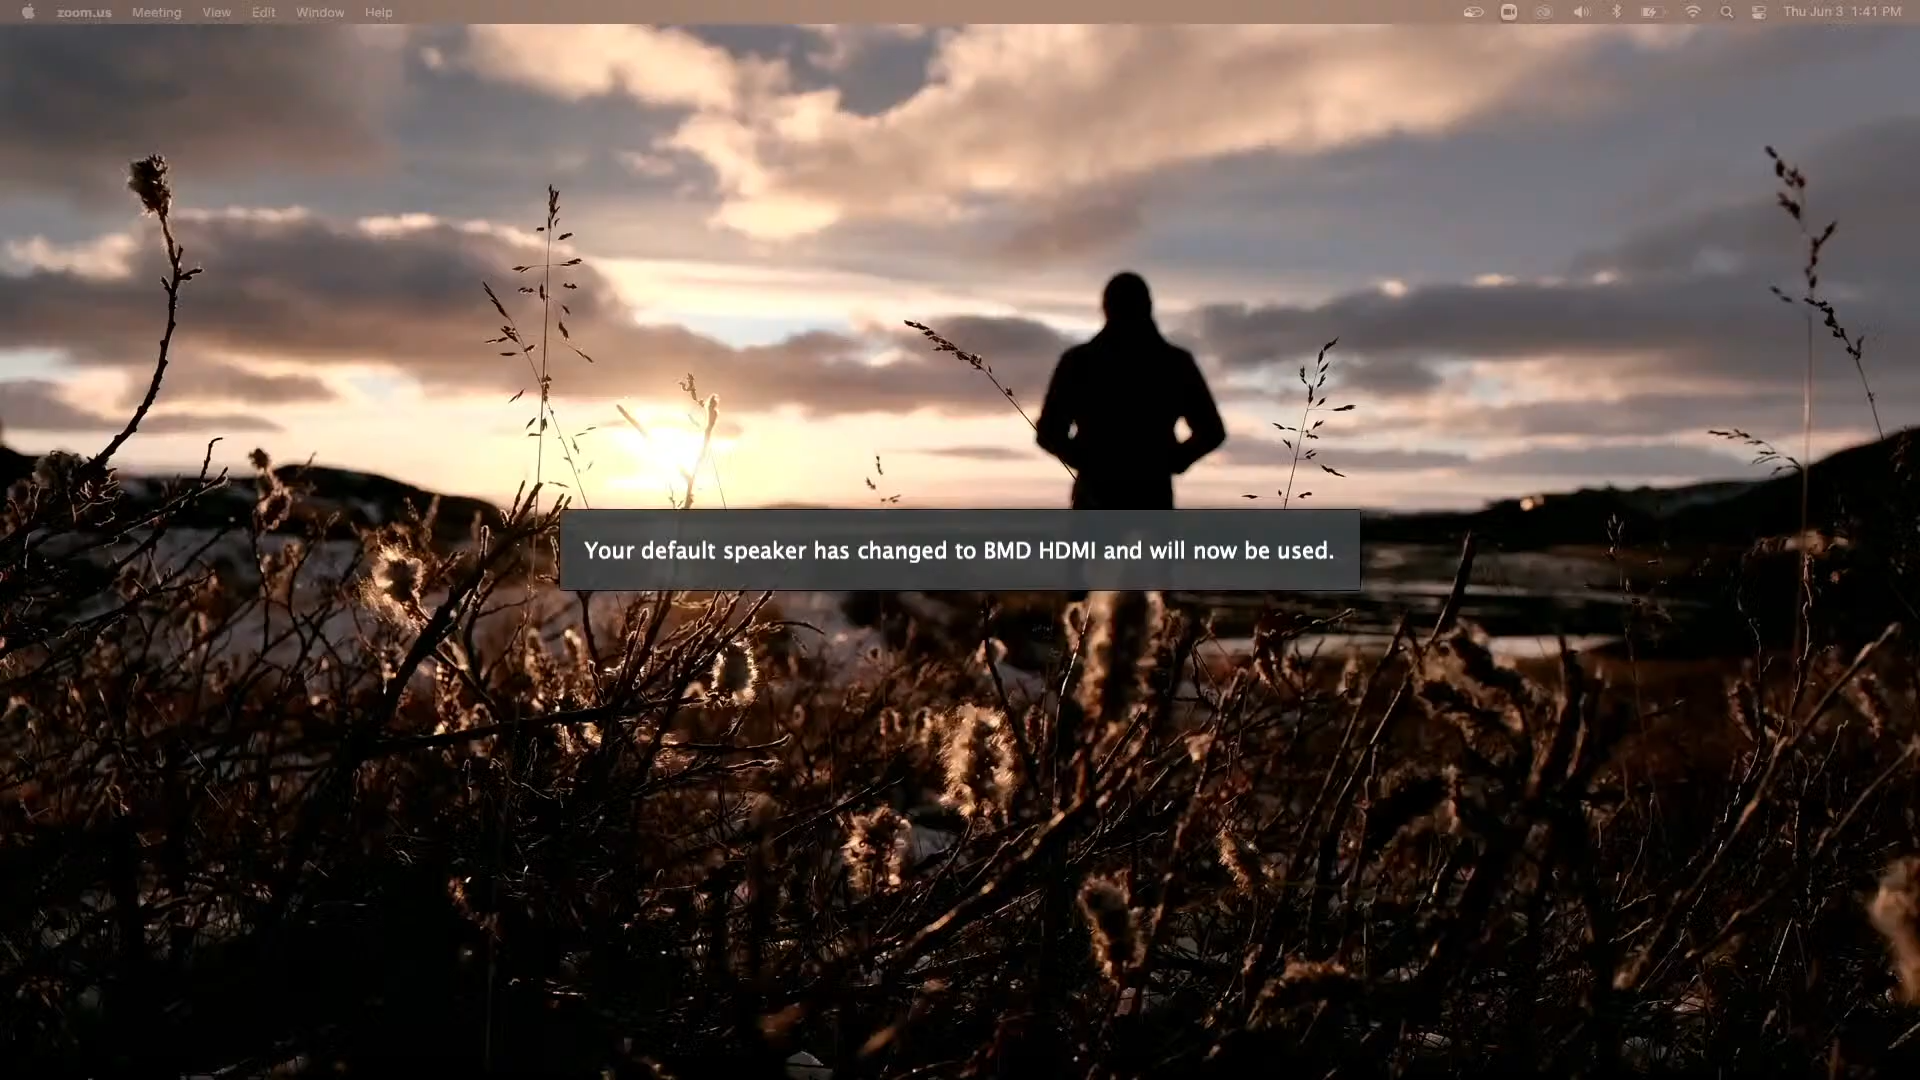 zoom.us Meeting View Edit Window Help Thu Jun 3 1:41 PM
Your default speaker has changed to BMD HDMI and will now be used.